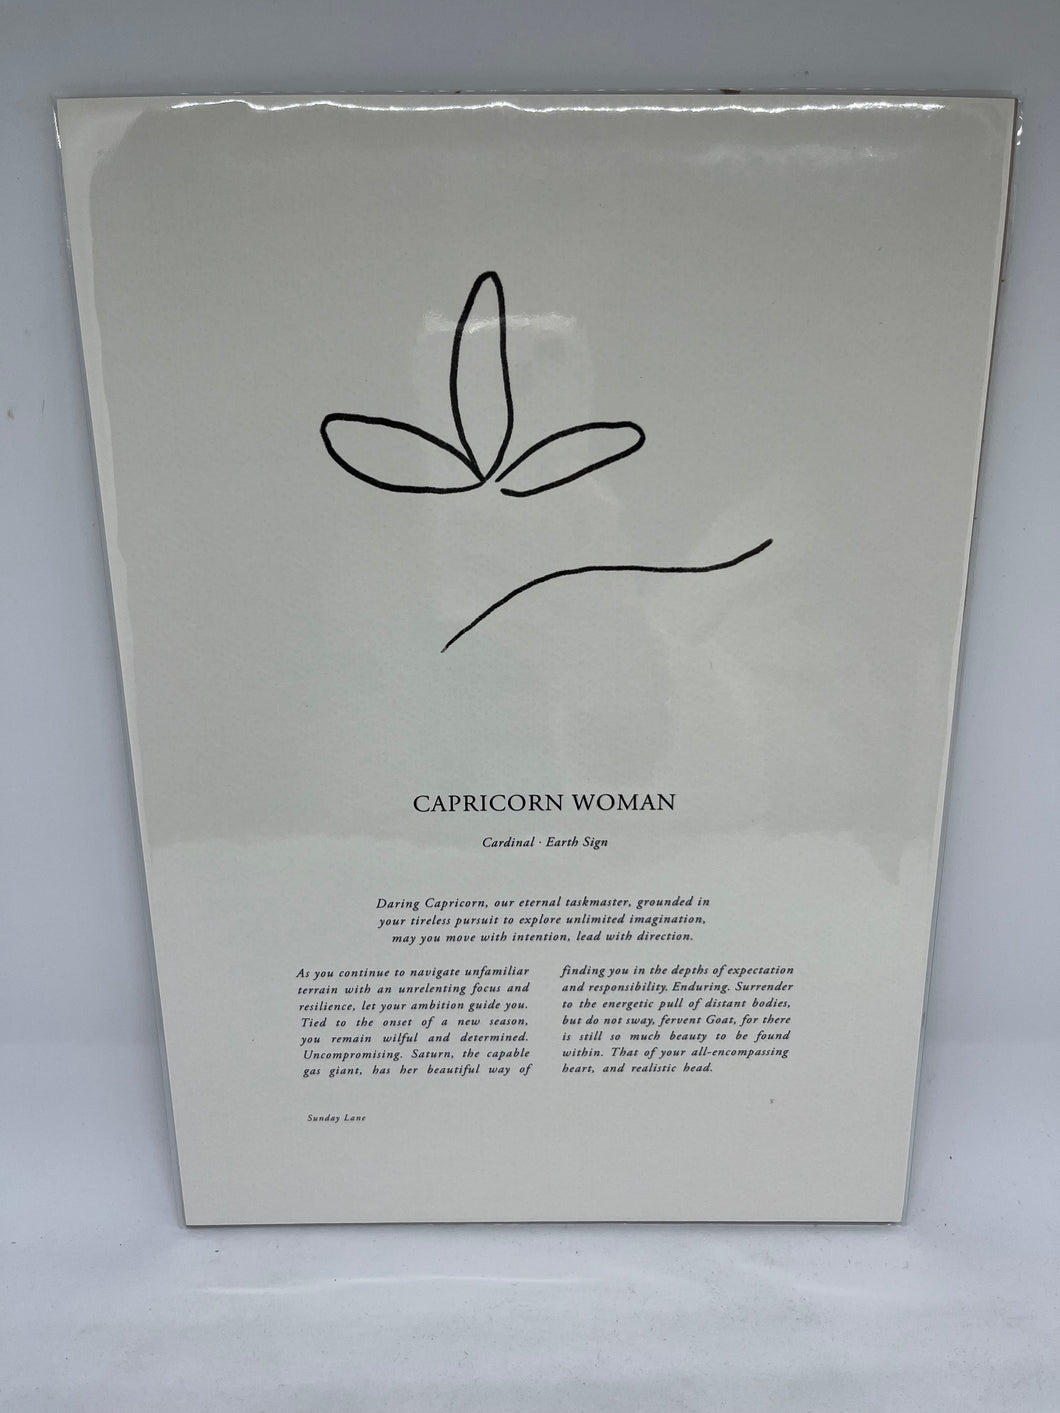 CAPRICORN WOMAN
Cardinal · Earth Sign
Daring Capricorn, our eternal taskmaster, grounded in
your tireless pursuit to explore unlimited imagination,
may you move with intention, lead with direction.
As you continue to navigate unfamiliar
terrain with an unrelenting focus and
resilience, let your ambition guide you.
Tied to the onset of a new season,
you remain wilful and determined.
Uncompromising. Saturn, the capable
gas giant, has her beautiful way of
finding you in the depths of expectation
and responsibility. Enduring. Surrender
to the energetic pull of distant bodies,
but do not sway, fervent Goat, for there
is still so much beauty to be found
within. That of your all-encompassing
heart, and realistic head.
Sunday Lane